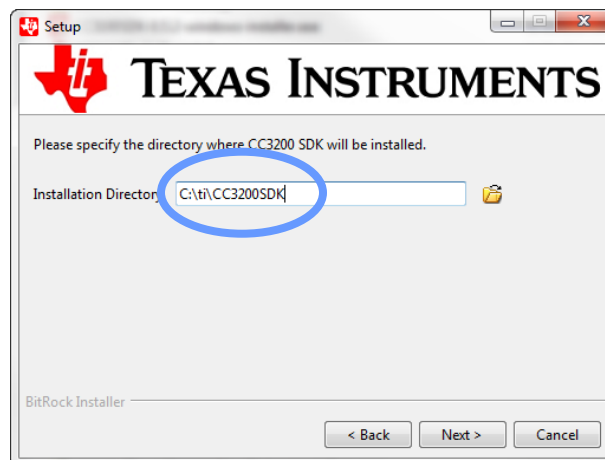 Setup
TEXAS INSTRUMENTS
Please specify the directory where CC3200 SDK will be installed.
Installation Directory C:\ti\CC3200SDK
BitRock Installer
< Back Next > Cancel